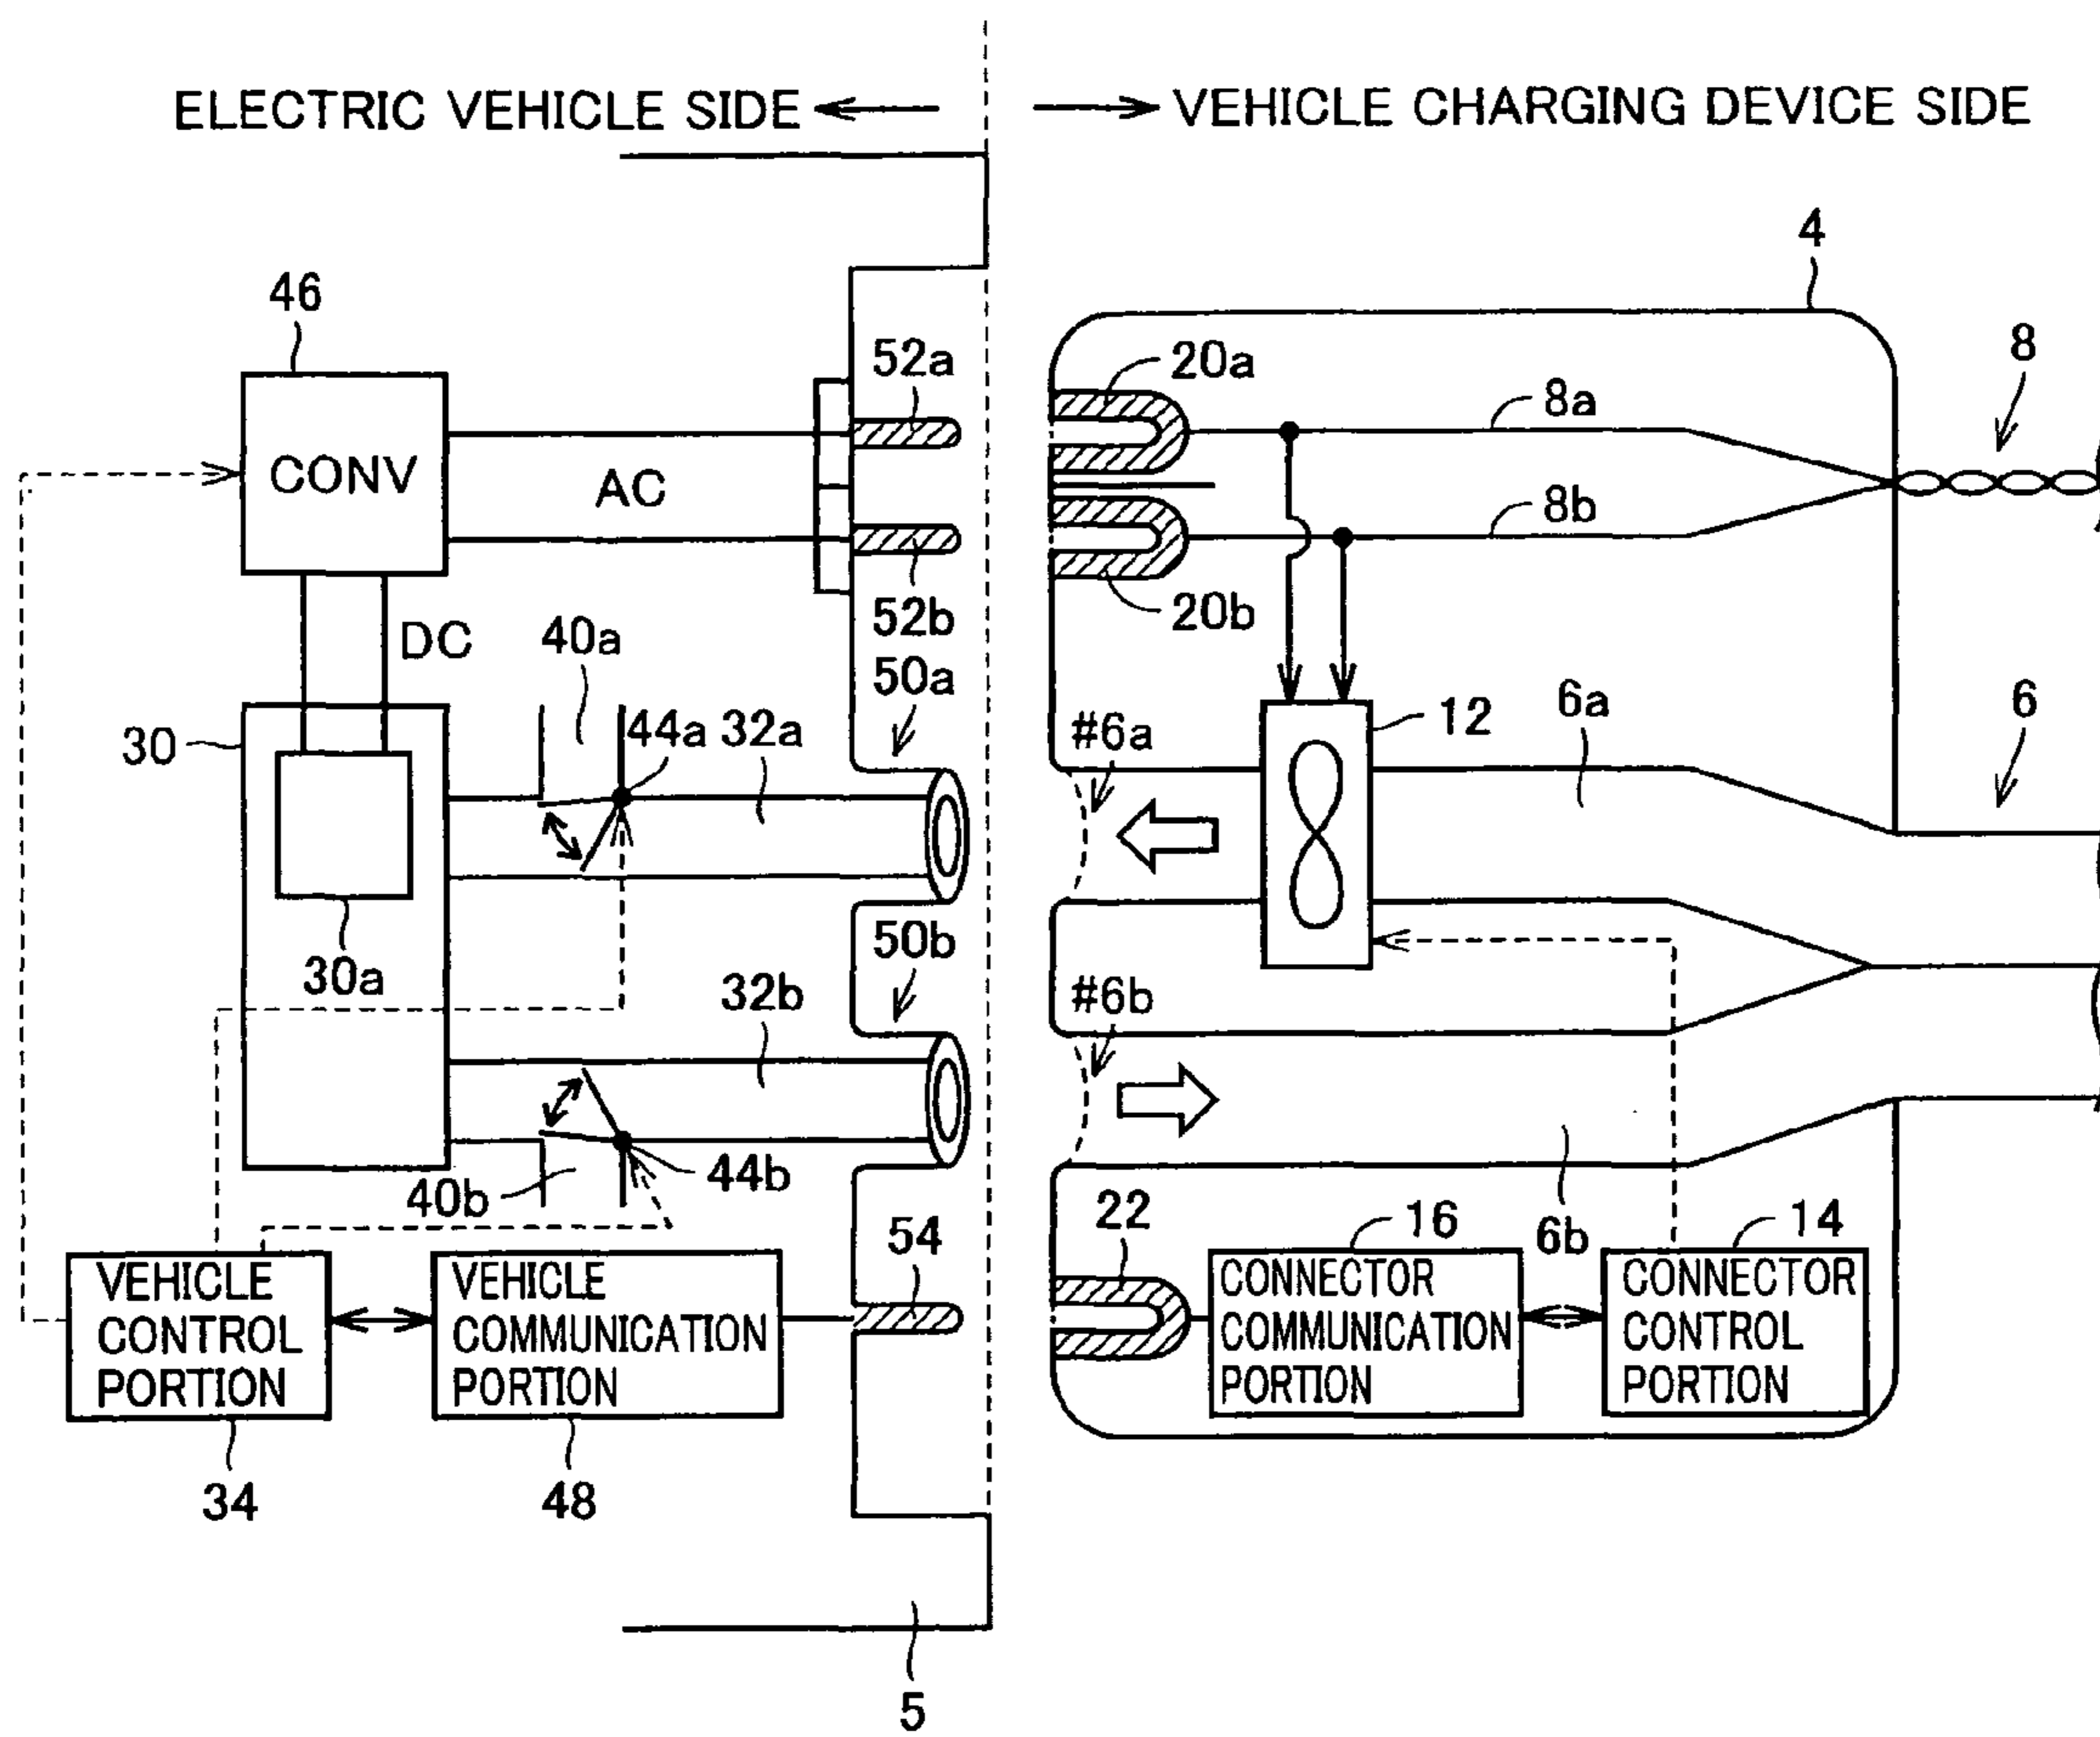 ELECTRIC VEHICLE SIDE
VEHICLE CHARGING DEVICE SIDE
4
46
8
52a
20a
8a
CONV
AC
8b
52b
20b
DC
40a
50a
30
44a
32a
#6a
12
6a
6
30a
50b
32b
#6b
40b
44b
54
22
16
6b
14
VEHICLE
CONTROL
PORTION
VEHICLE
COMMUNICATION
PORTION
CONNECTOR
COMMUNICATION
PORTION
CONNECTOR
CONTROL
PORTION
34
48
5